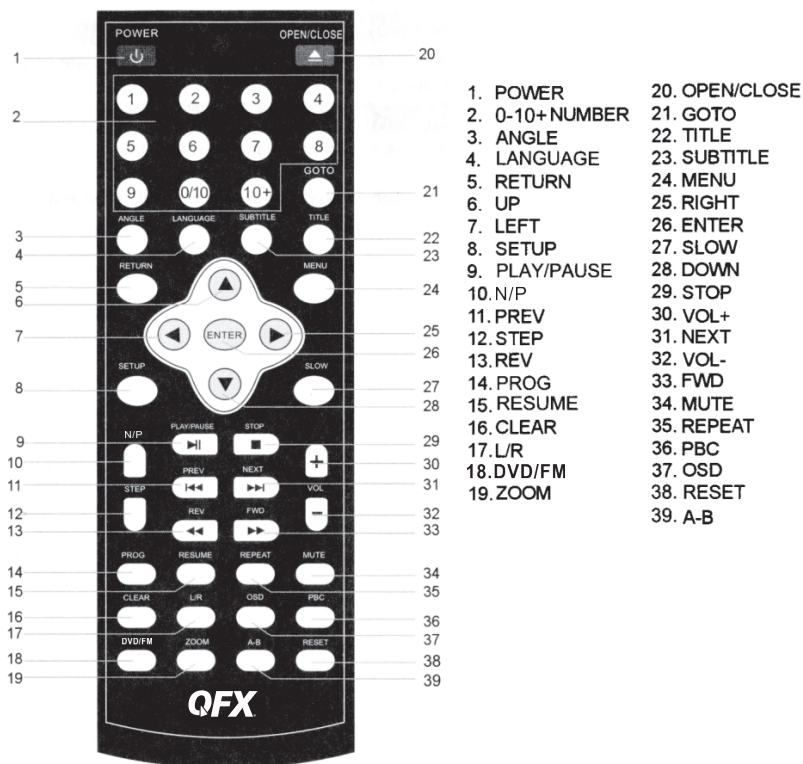 POWER OPEN/CLOSE
1 20
1 2 3 4
2
5 6 7 8
GOTO
9 0/10 10+
21
ANGLE LANGUAGE SUBTITLE TITLE
3 22
4 23
RETURN MENU
5 24
6
7 ENTER 25
26
SETUP SLOW
8 27
28
N/P PLAY/PAUSE STOP
9 29
10 + 30
PREV NEXT
11 31
STEP VOL
12 - 32
REV FWD
13 33
PROG RESUME REPEAT MUTE
14 34
15 35
CLEAR L/R OSD PBC
16 36
17 37
DVD/FM ZOOM A-B RESET
18 38
19 39
QFX
1. POWER
2. 0-10+ NUMBER
3. ANGLE
4. LANGUAGE
5. RETURN
6. UP
7. LEFT
8. SETUP
9. PLAY/PAUSE
10. N/P
11. PREV
12. STEP
13. REV
14. PROG
15. RESUME
16. CLEAR
17. L/R
18. DVD/FM
19. ZOOM
20. OPEN/CLOSE
21. GOTO
22. TITLE
23. SUBTITLE
24. MENU
25. RIGHT
26. ENTER
27. SLOW
28. DOWN
29. STOP
30. VOL+
31. NEXT
32. VOL-
33. FWD
34. MUTE
35. REPEAT
36. PBC
37. OSD
38. RESET
39. A-B